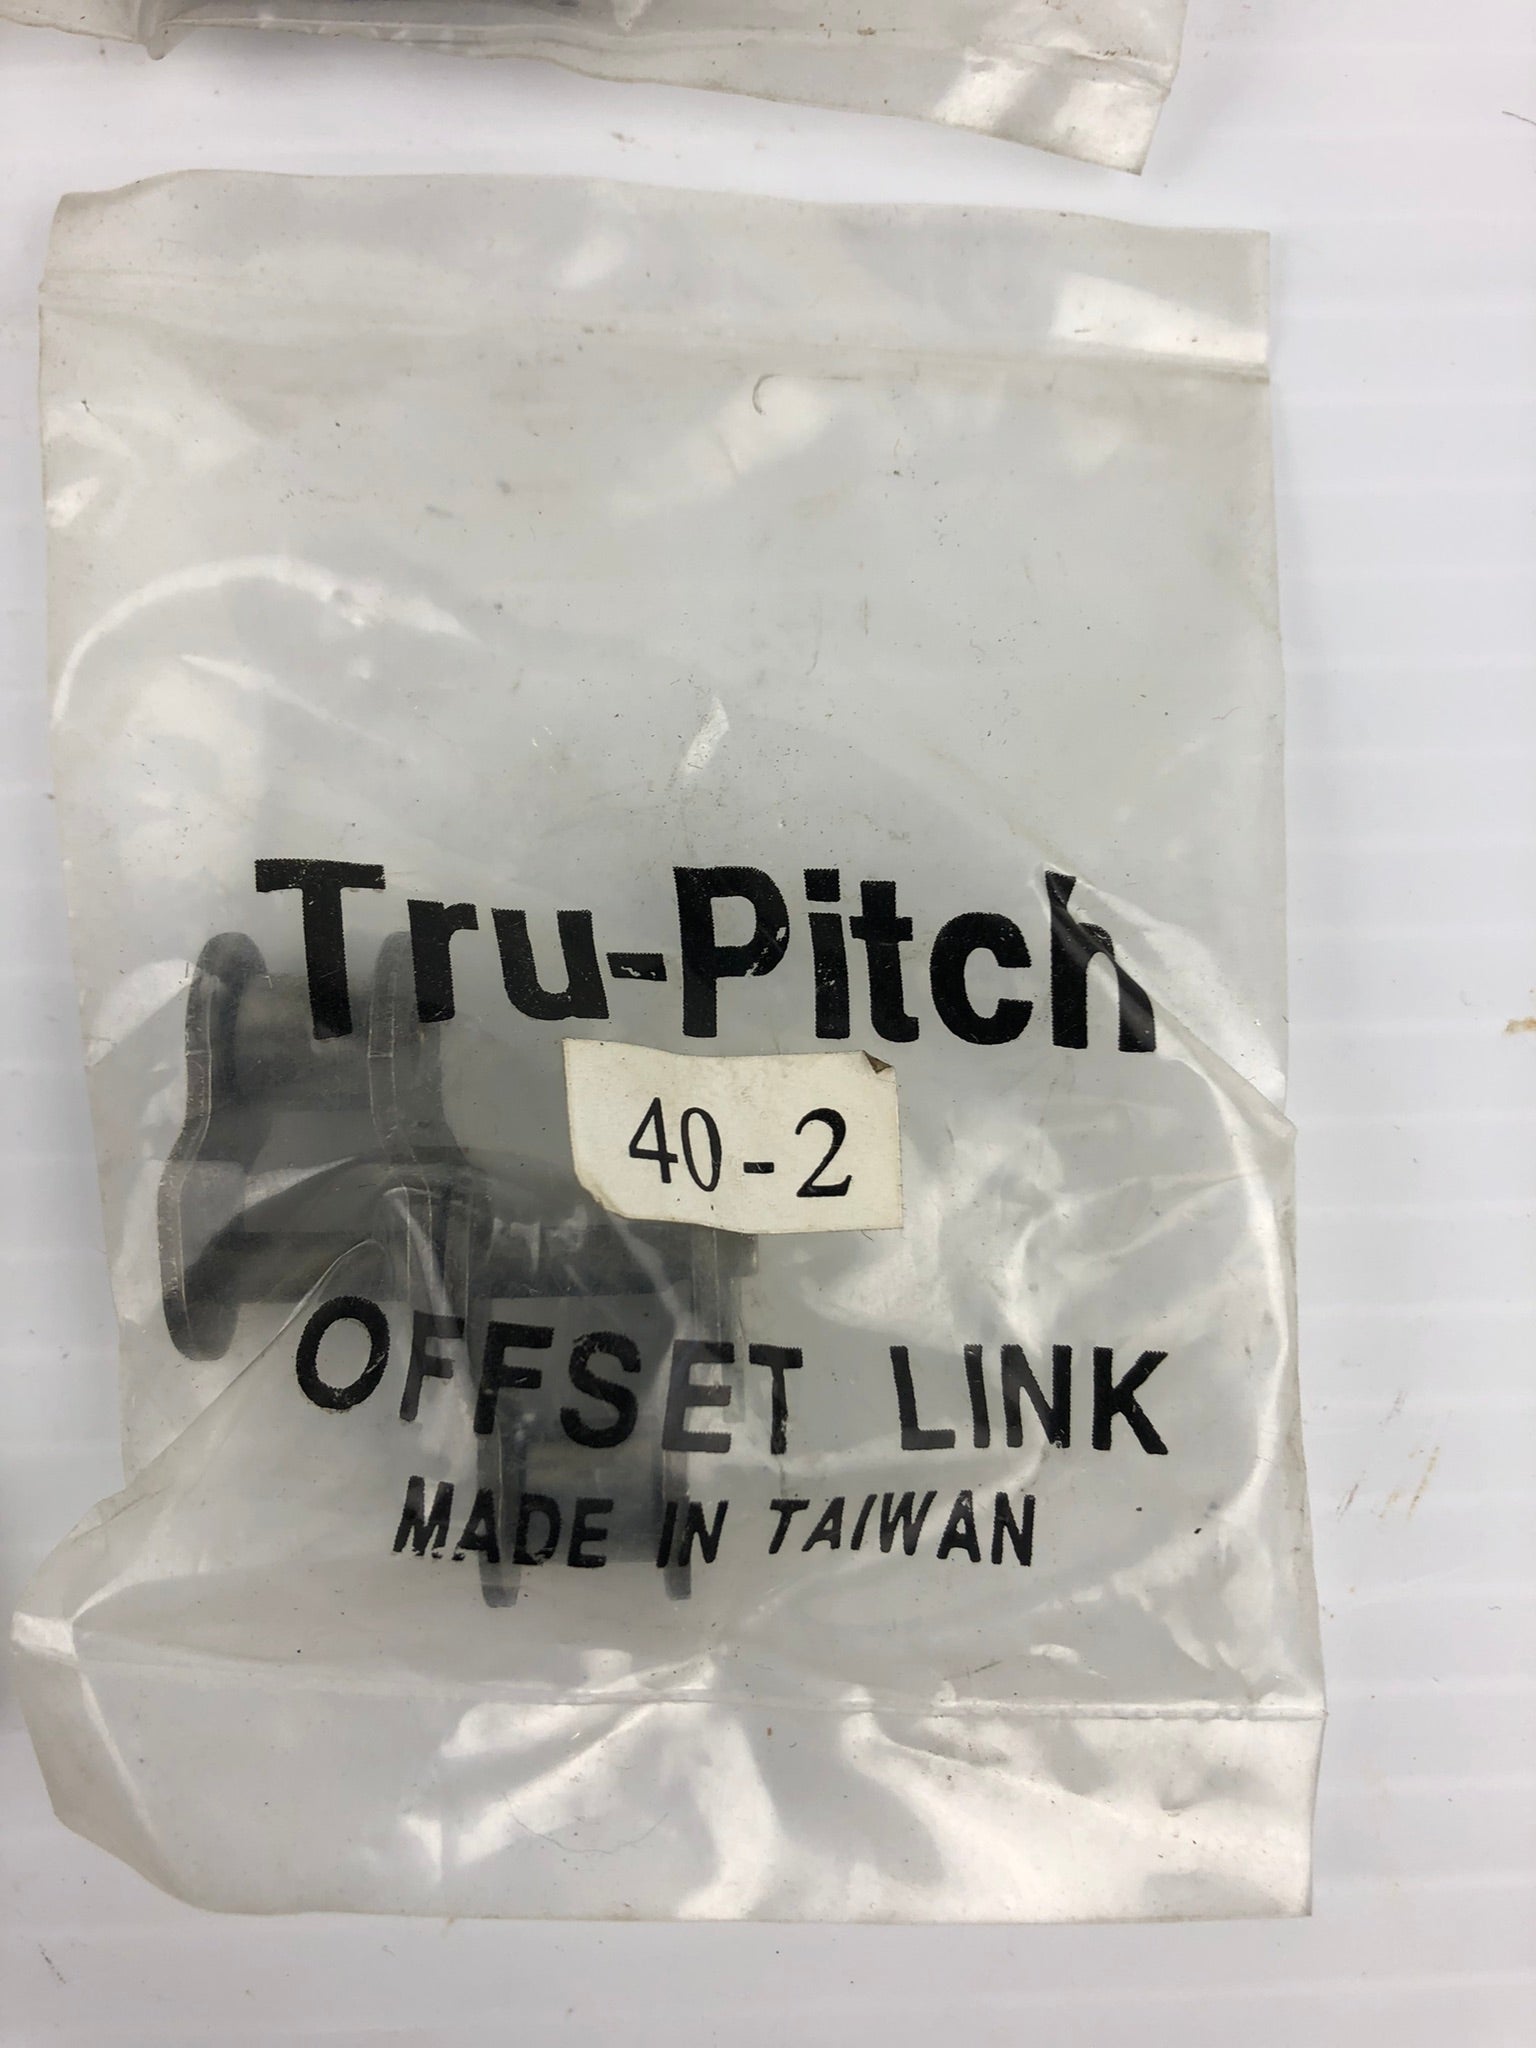 Tru-Pitch
40-2
OFFSET LINK
MADE IN TAIWAN